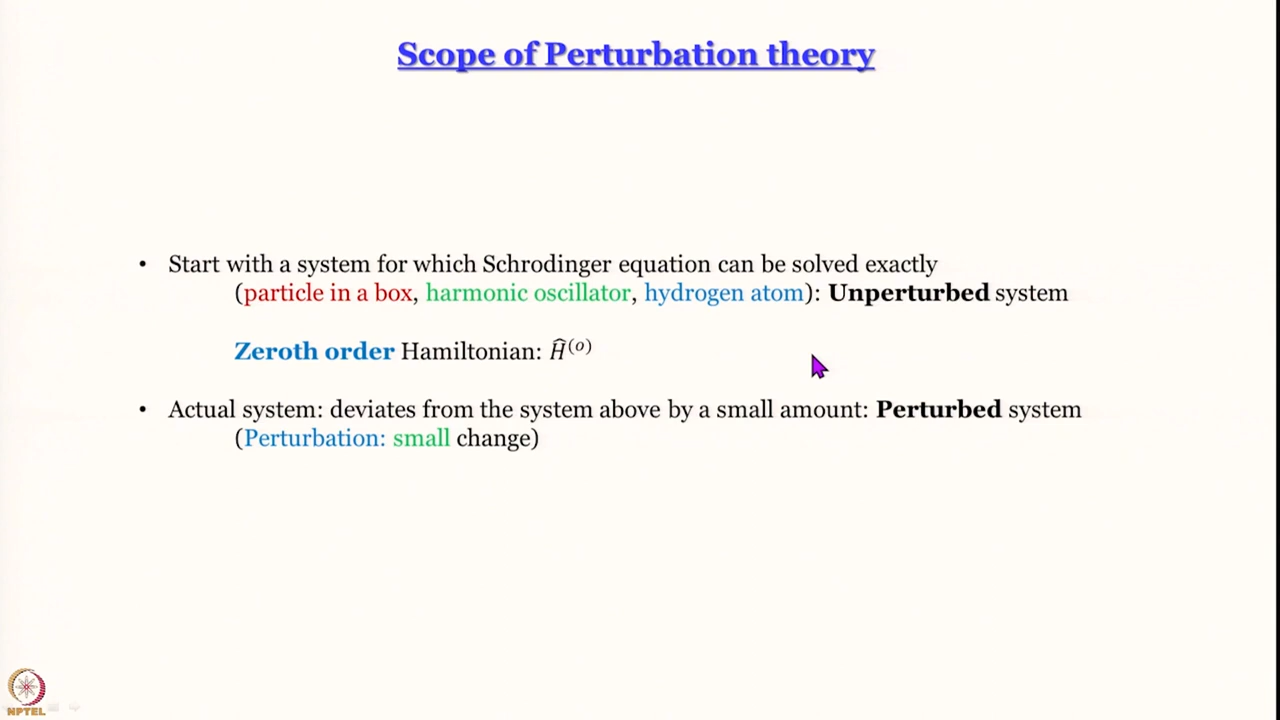 Scope of Perturbation theory
• Start with a system for which Schrodinger equation can be solved exactly
(particle in a box, harmonic oscillator, hydrogen atom): Unperturbed system
Zeroth order Hamiltonian: Ĥ⁽ᵒ⁾
• Actual system: deviates from the system above by a small amount: Perturbed system
(Perturbation: small change)
NPTEL